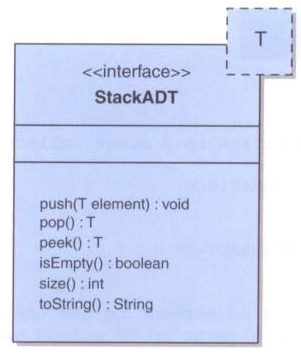 T
<<interface>>
StackADT
push(T element) : void
pop() : T
peek() : T
isEmpty() : boolean
size() : int
toString() : String